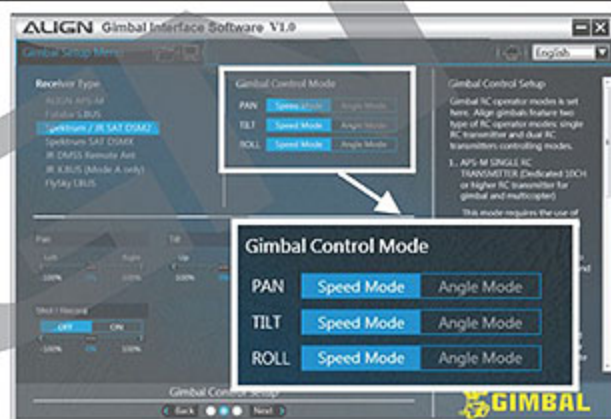 ALIGN Gimbal Interface Software V1.0
Gimbal Setup Menu
English
Receiver Type
ALIGN APS-M
Futaba S.BUS
Spektrum / JR SAT DSM2
Spektrum SAT DSMX
JR DMSS Remote Ant
JR X.BUS (Mode A only)
FlySky I.BUS
Gimbal Control Mode
PAN Speed Mode Angle Mode
TILT Speed Mode Angle Mode
ROLL Speed Mode Angle Mode
Gimbal Control Setup
Gimbal RC operator modes is set
here. Align gimbals feature two
type of RC operator modes: single
RC transmitter and dual RC
transmitters controlling modes.
1.. APS-M SINGLE RC
TRANSMITTER (Dedicated 10CH
or higher RC transmitter for
gimbal and multicopter)
This mode requires the use of
Pan
Left Right
100% 100%
Tilt
Up
100%
Shot / Record
OFF ON
-100% 100%
Gimbal Control Mode
PAN Speed Mode Angle Mode
TILT Speed Mode Angle Mode
ROLL Speed Mode Angle Mode
Gimbal Control Setup
Back Next
GIMBAL